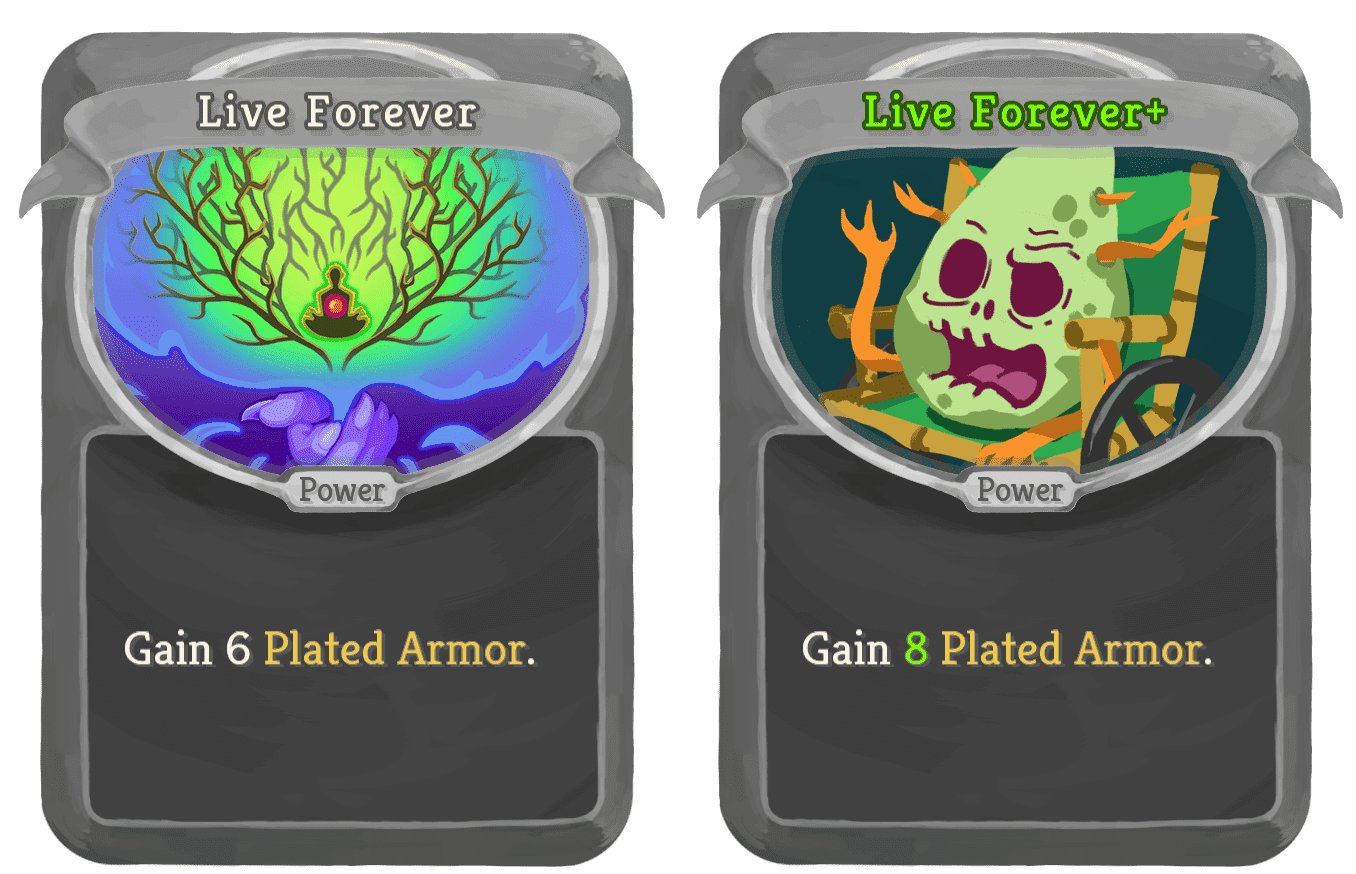 Live Forever
Power
Gain 6 Plated Armor.
Live Forever+
Power
Gain 8 Plated Armor.